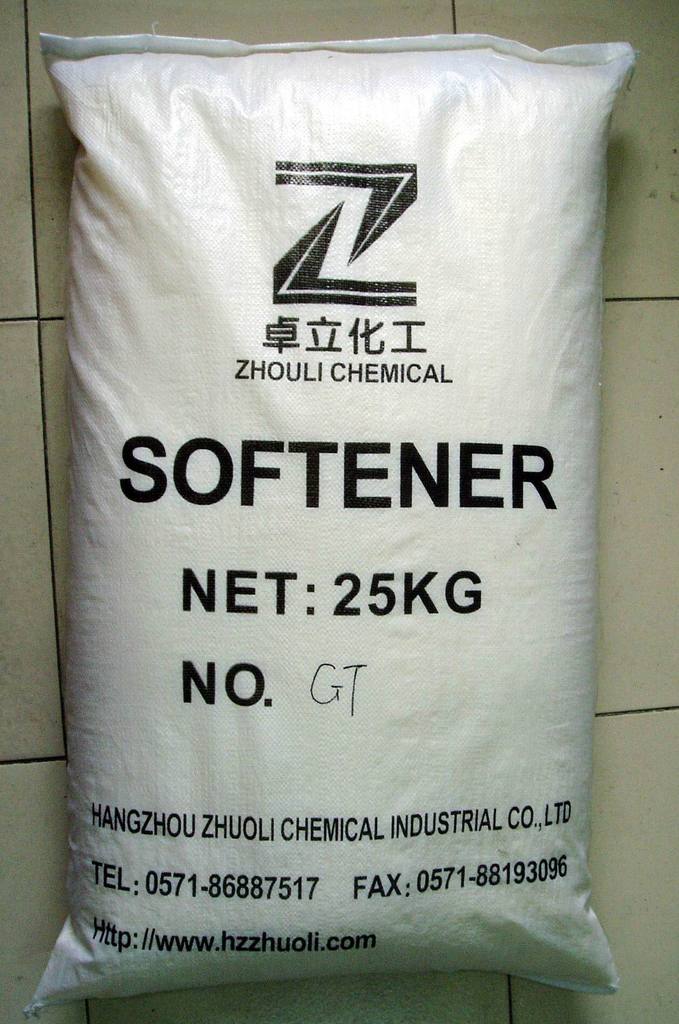 Z
卓立化工
ZHOULI CHEMICAL
SOFTENER
NET: 25KG
NO. GT
HANGZHOU ZHUOLI CHEMICAL INDUSTRIAL CO., LTD
TEL: 0571-86887517 FAX: 0571-88193096
Http://www.hzzhuoli.com